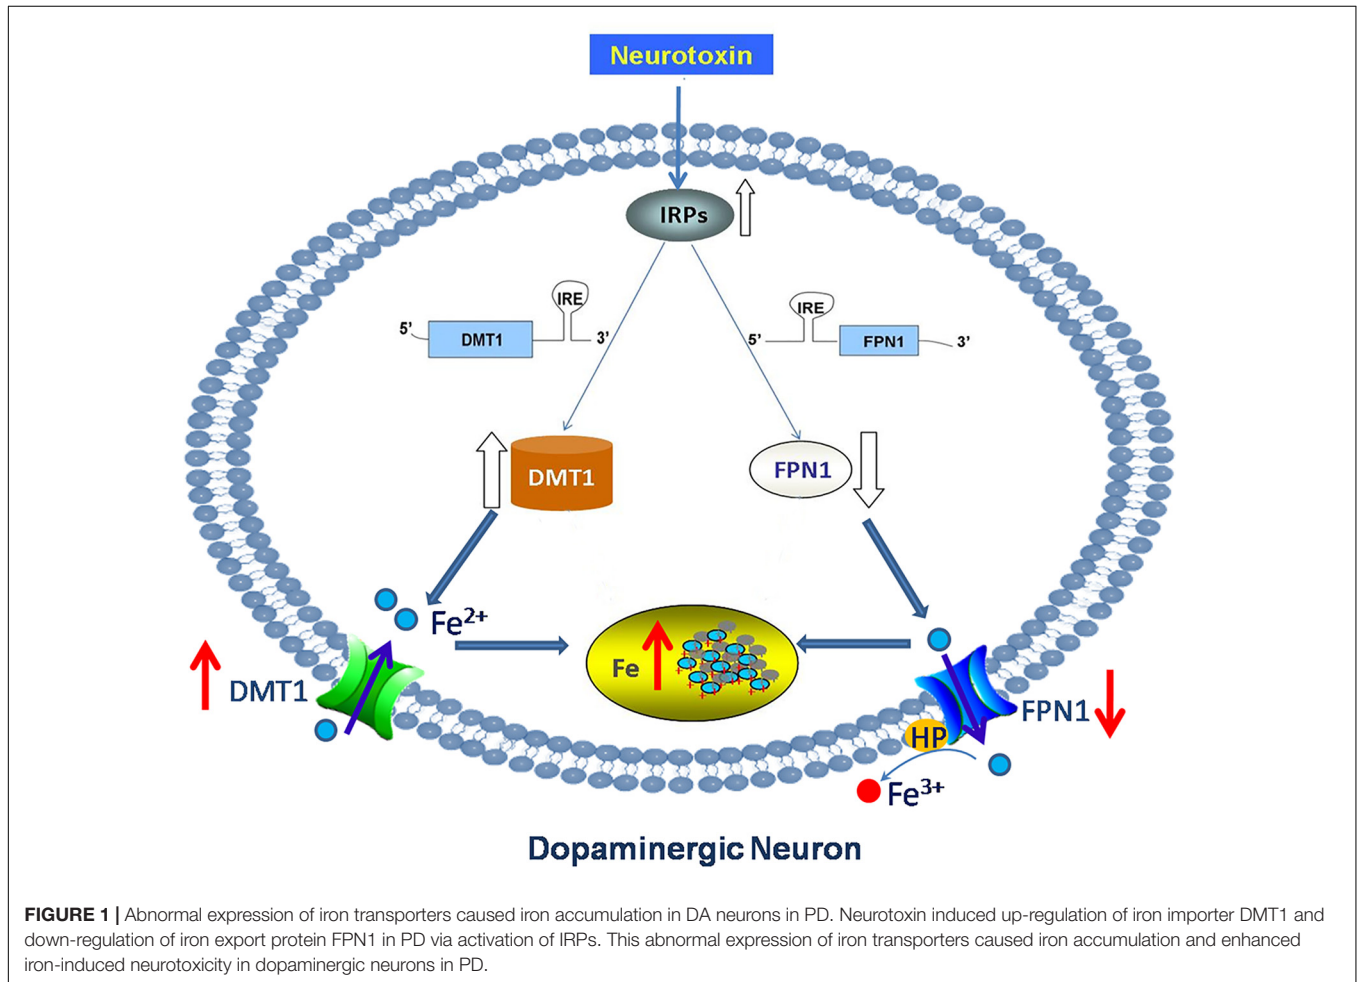 Neurotoxin
IRPs
IRE
IRE
5’
DMT1
3’
5’
FPN1
3’
DMT1
FPN1
Fe2+
Fe
DMT1
FPN1
HP
Fe3+
Dopaminergic Neuron
FIGURE 1 | Abnormal expression of iron transporters caused iron accumulation in DA neurons in PD. Neurotoxin induced up-regulation of iron importer DMT1 and
down-regulation of iron export protein FPN1 in PD via activation of IRPs. This abnormal expression of iron transporters caused iron accumulation and enhanced
iron-induced neurotoxicity in dopaminergic neurons in PD.